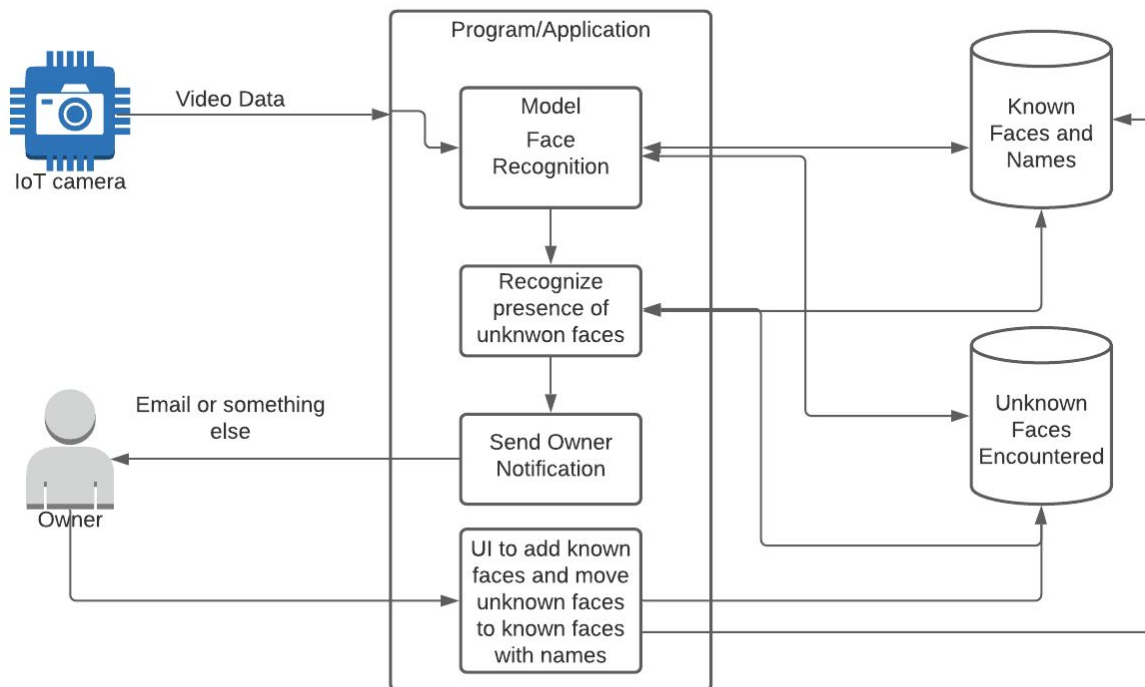 Program/Application
Video Data
IoT camera
Model
Face
Recognition
Known
Faces and
Names
Recognize
presence of
unknwon faces
Email or something
else
Owner
Send Owner
Notification
Unknown
Faces
Encountered
UI to add known
faces and move
unknown faces
to known faces
with names